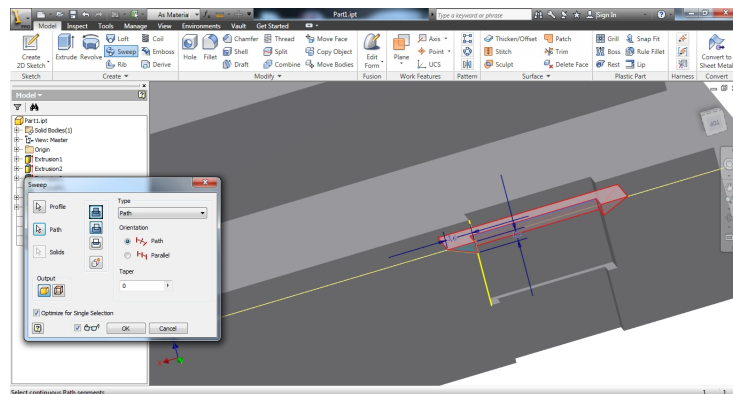 PRO
As Materia
Part1.ipt
Type a keyword or phrase
Sign In
Model Inspect Tools Manage View Environments Vault Get Started
Create
2D Sketch
Extrude
Revolve
Loft
Sweep
Rib
Coil
Emboss
Derive
Hole
Fillet
Chamfer
Shell
Draft
Thread
Split
Combine
Move Face
Copy Object
Move Bodies
Edit
Form
Plane
Axis
Point
UCS
Thicken/Offset
Stitch
Sculpt
Patch
Trim
Delete Face
Grill
Boss
Rest
Snap Fit
Rule Fillet
Lip
Convert to
Sheet Metal
Sketch Create Modify Fusion Work Features Pattern Surface Plastic Part Harness Convert
Model
Part1.ipt
Solid Bodies(1)
View: Master
Origin
Extrusion1
Extrusion2
Sweep
Profile
Path
Solids
Output
Type
Path
Orientation
Path
Parallel
Taper
0
Optimize for Single Selection
OK Cancel
Select continuous Path segments
1 1